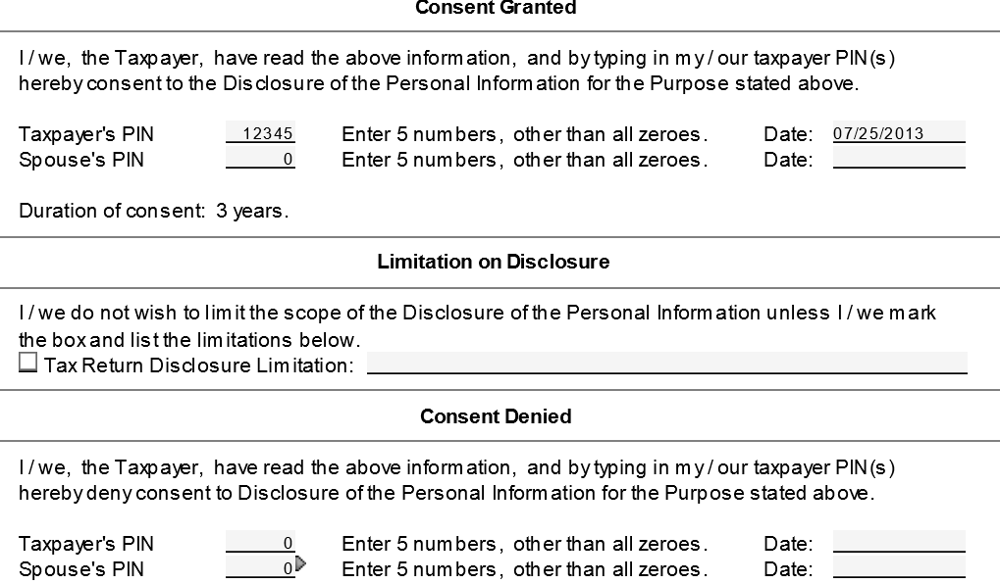 Consent Granted
I / we, the Taxpayer, have read the above information, and by typing in my / our taxpayer PIN(s)
hereby consent to the Disclosure of the Personal Information for the Purpose stated above.
Taxpayer's PIN 12345 Enter 5 numbers, other than all zeroes. Date: 07/25/2013
Spouse's PIN 0 Enter 5 numbers, other than all zeroes. Date:
Duration of consent: 3 years.
Limitation on Disclosure
I / we do not wish to limit the scope of the Disclosure of the Personal Information unless I / we mark
the box and list the limitations below.
Tax Return Disclosure Limitation:
Consent Denied
I / we, the Taxpayer, have read the above information, and by typing in my / our taxpayer PIN(s)
hereby deny consent to Disclosure of the Personal Information for the Purpose stated above.
Taxpayer's PIN 0 Enter 5 numbers, other than all zeroes. Date:
Spouse's PIN 0 Enter 5 numbers, other than all zeroes. Date: